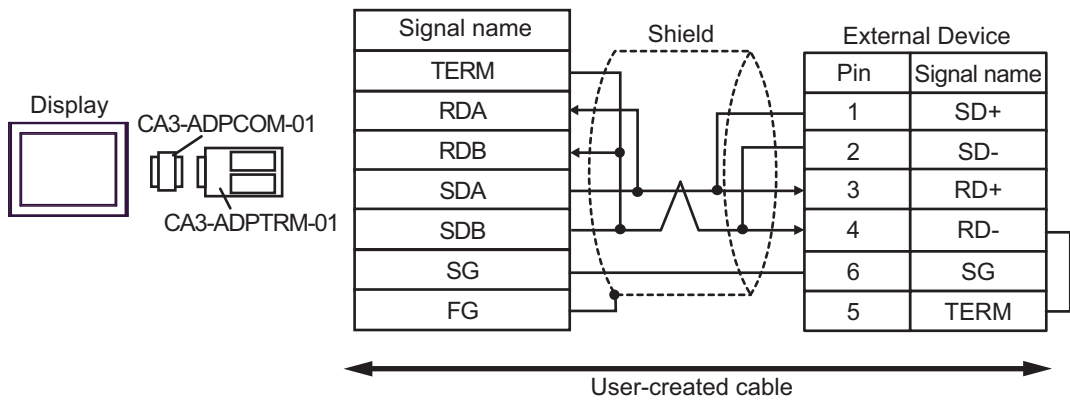 Display
CA3-ADPCOM-01
CA3-ADPTRM-01
Signal name
TERM
RDA
RDB
SDA
SDB
SG
FG
Shield
External Device
Pin Signal name
1 SD+
2 SD-
3 RD+
4 RD-
6 SG
5 TERM
User-created cable